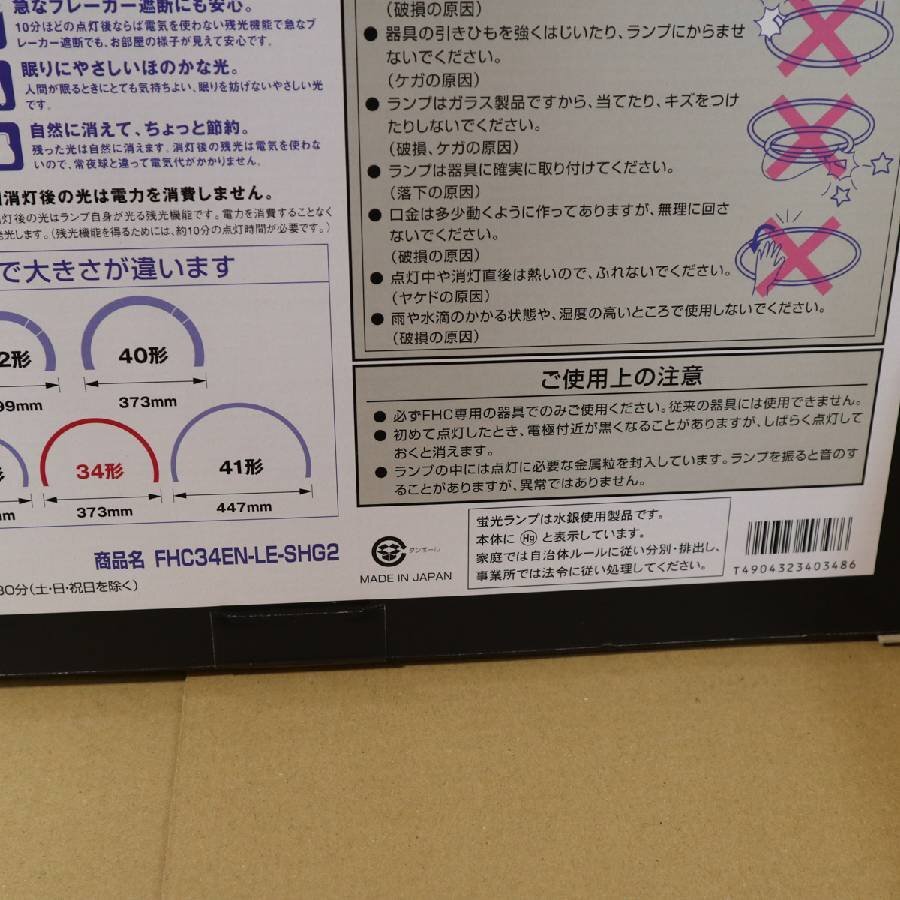 急なブレーカー遮断にも安心。
10分ほどの点灯後ならば電気を使わない残光機能で急なブ
レーカー遮断でも、お部屋の様子が見えて安心です。
眠りにやさしいほのかな光。
人間が眠るときにとても気持ちよい、眠りを妨げないやさしい光
です。
自然に消えて、ちょっと節約。
残った光は自然に消えます。消灯後の残光は電気を使わな
いので、常夜球と違って電気代がかかりません。
消灯後の光は電力を消費しません。
灯後の光はランプ自身が光る残光機能です。電力を消費することなく
発光します。(残光機能を得るためには、約10分の点灯時間が必要です。)
で大きさが違います
2形
40形
99mm
373mm
形
34形
41形
mm
373mm
447mm
商品名 FHC34EN-LE-SHG2
30分(土・日・祝日を除く)
(破損の原因)
● 器具の引きひもを強くはじいたり、ランプにからませ
ないでください。
(ケガの原因)
● ランプはガラス製品ですから、当てたり、キズをつけ
たりしないでください。
(破損、ケガの原因)
● ランプは器具に確実に取り付けてください。
(落下の原因)
● 口金は多少動くように作ってありますが、無理に回さ
ないでください。
(破損の原因)
● 点灯中や消灯直後は熱いので、ふれないでください。
(ヤケドの原因)
● 雨や水滴のかかる状態や、湿度の高いところで使用しないでください。
(破損の原因)
ご使用上の注意
● 必ずFHC専用の器具でのみご使用ください。従来の器具には使用できません。
● 初めて点灯したとき、電極付近が黒くなることがありますが、しばらく点灯して
おくと消えます。
● ランプの中には点灯に必要な金属粒を封入しています。ランプを振ると音のす
ることがありますが、異常ではありません。
ダンボール
MADE IN JAPAN
蛍光ランプは水銀使用製品です。
本体に Hg と表示しています。
家庭では自治体ルールに従い分別・排出し、
事業所では法令に従い処理してください。
T4904323403486